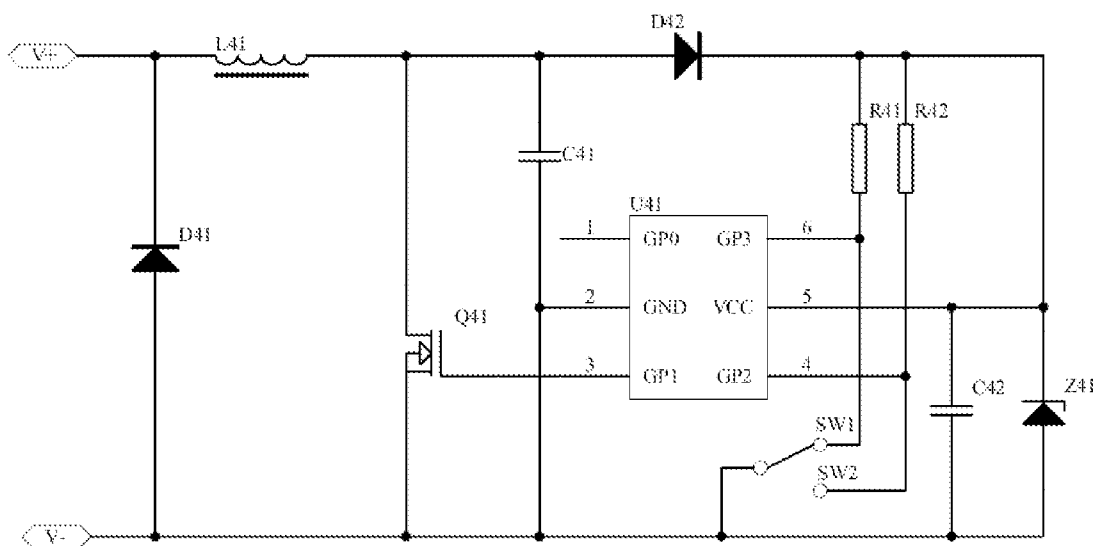 D42
V+
L41
R41 R42
C41
U41
1 GP0 GP3 6
D41
2 GND VCC 5
Q41
3 GP1 GP2 4
C42 Z41
SW1
SW2
V-